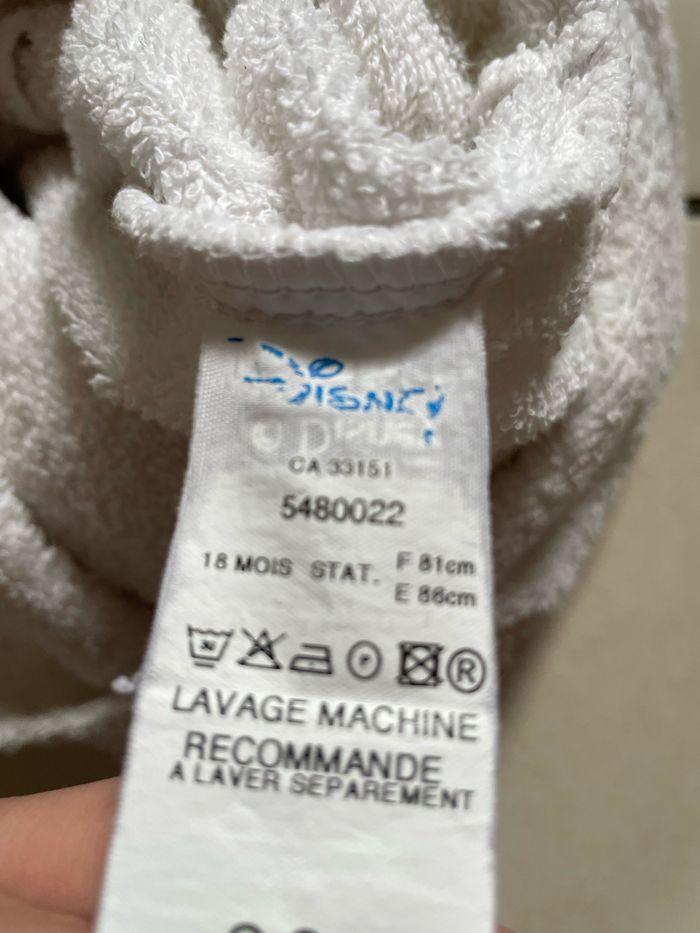 DISNEY
CA 33151
5480022
18 MOIS STAT. F 81cm
E 86cm
LAVAGE MACHINE
RECOMMANDE
A LAVER SEPAREMENT